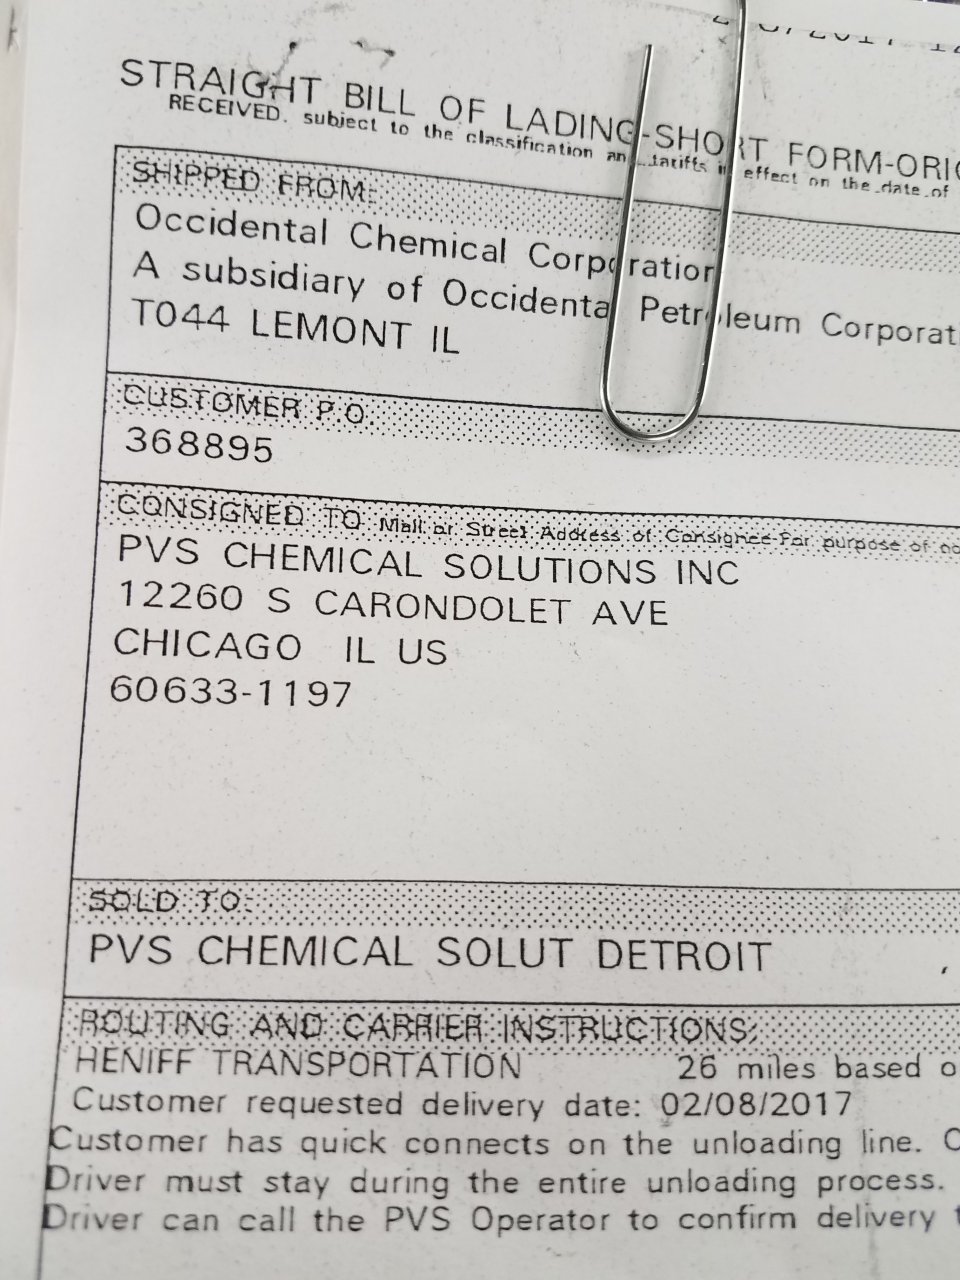 STRAIGHT BILL OF LADING-SHORT FORM-ORIG
RECEIVED. subject to the classification and tariffs in effect on the date of
SHIPPED FROM:
Occidental Chemical Corporation
A subsidiary of Occidental Petroleum Corporati
T044 LEMONT IL
CUSTOMER P.O.
368895
CONSIGNED TO Mail or Street Address of Consignee-For purpose of
PVS CHEMICAL SOLUTIONS INC
12260 S CARONDOLET AVE
CHICAGO IL US
60633-1197
SOLD TO:
PVS CHEMICAL SOLUT DETROIT
ROUTING AND CARRIER INSTRUCTIONS:
HENIFF TRANSPORTATION 26 miles based o
Customer requested delivery date: 02/08/2017
Customer has quick connects on the unloading line.
Driver must stay during the entire unloading process.
Driver can call the PVS Operator to confirm delivery t